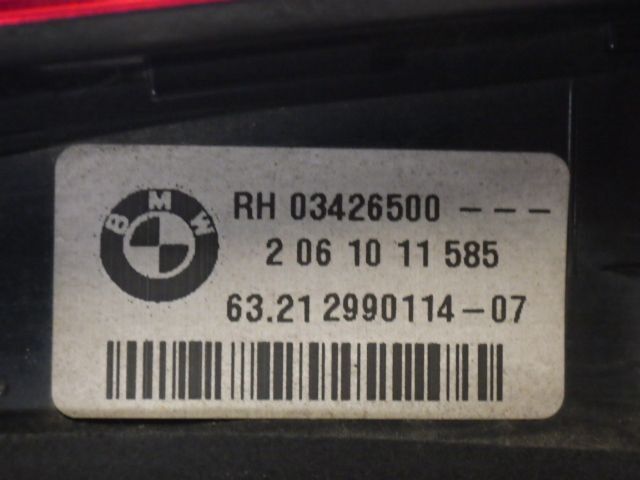 BMW
RH 03426500 ---
2 06 10 11 585
63.21 2990114-07